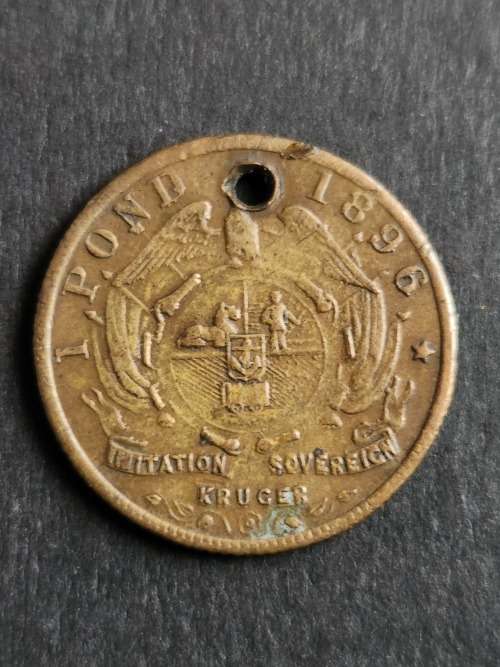 1 POND 1896
IMITATION SOVEREIGN
KRUGER